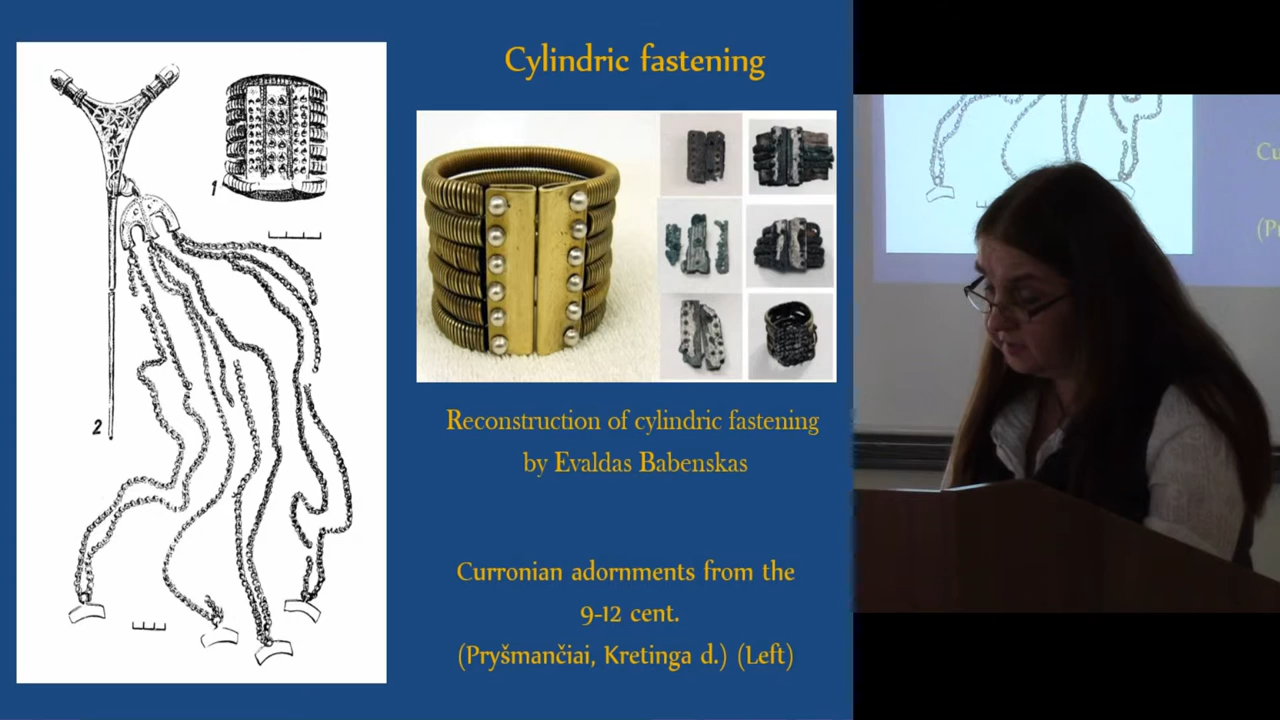 Cylindric fastening
1
2
Reconstruction of cylindric fastening
by Evaldas Babenskas
Curronian adornments from the
9-12 cent.
(Pryšmančiai, Kretinga d.) (Left)
Cu
(P